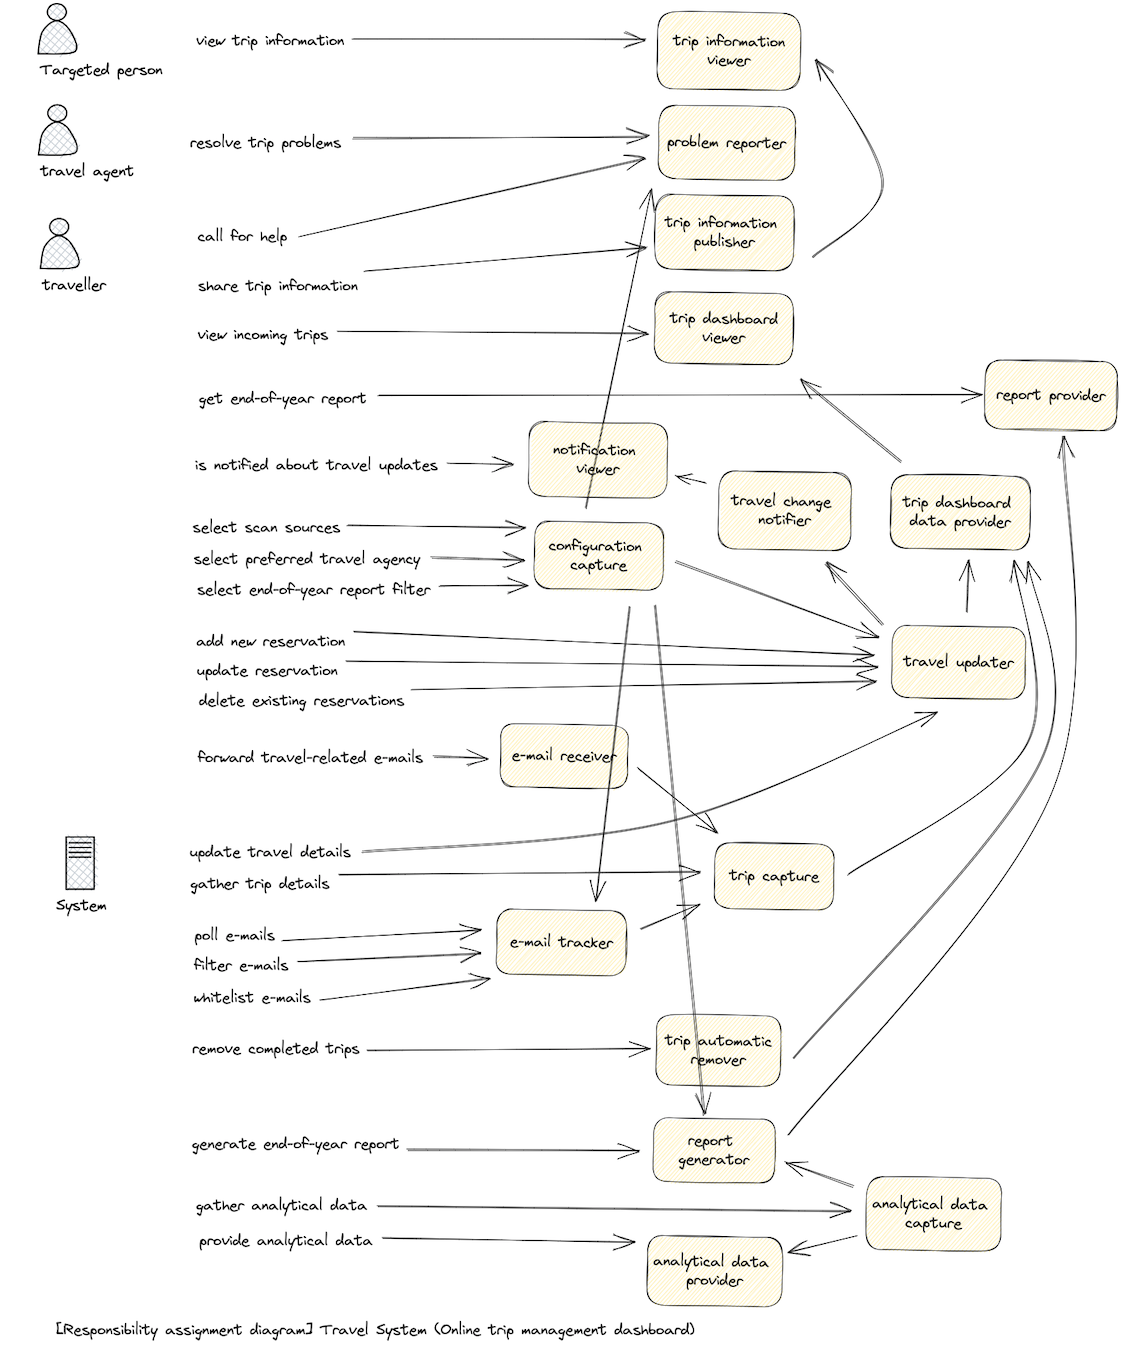 view trip information
trip information
viewer
Targeted person
resolve trip problems
problem reporter
travel agent
call for help
trip information
publisher
share trip information
traveller
view incoming trips
trip dashboard
viewer
get end-of-year report
report provider
is notified about travel updates
notification
viewer
travel change
notifier
trip dashboard
data provider
select scan sources
select preferred travel agency
select end-of-year report filter
configuration
capture
add new reservation
update reservation
delete existing reservations
travel updater
forward travel-related e-mails
e-mail receiver
update travel details
gather trip details
trip capture
System
poll e-mails
filter e-mails
whitelist e-mails
e-mail tracker
remove completed trips
trip automatic
remover
generate end-of-year report
report
generator
gather analytical data
analytical data
capture
provide analytical data
analytical data
provider
[Responsibility assignment diagram] Travel System (Online trip management dashboard)